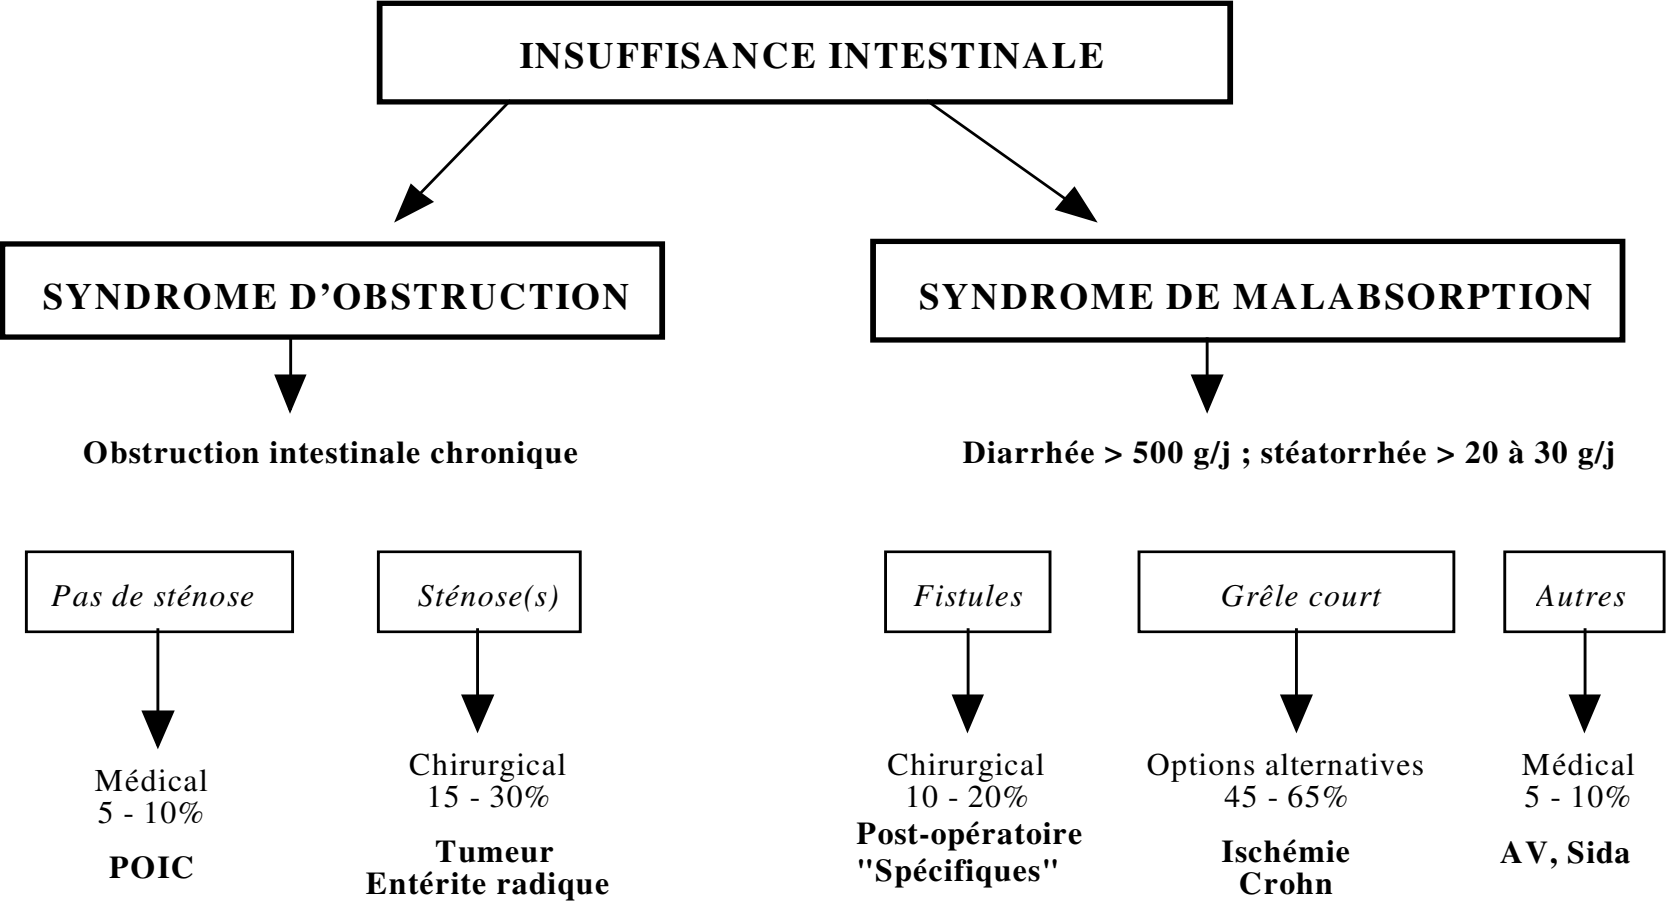 INSUFFISANCE INTESTINALE
SYNDROME D’OBSTRUCTION
SYNDROME DE MALABSORPTION
Obstruction intestinale chronique
Diarrhée > 500 g/j ; stéatorrhée > 20 à 30 g/j
Pas de sténose
Sténose(s)
Fistules
Grêle court
Autres
Médical
5 - 10%
POIC
Chirurgical
15 - 30%
Tumeur
Entérite radique
Chirurgical
10 - 20%
Post-opératoire
"Spécifiques"
Options alternatives
45 - 65%
Ischémie
Crohn
Médical
5 - 10%
AV, Sida